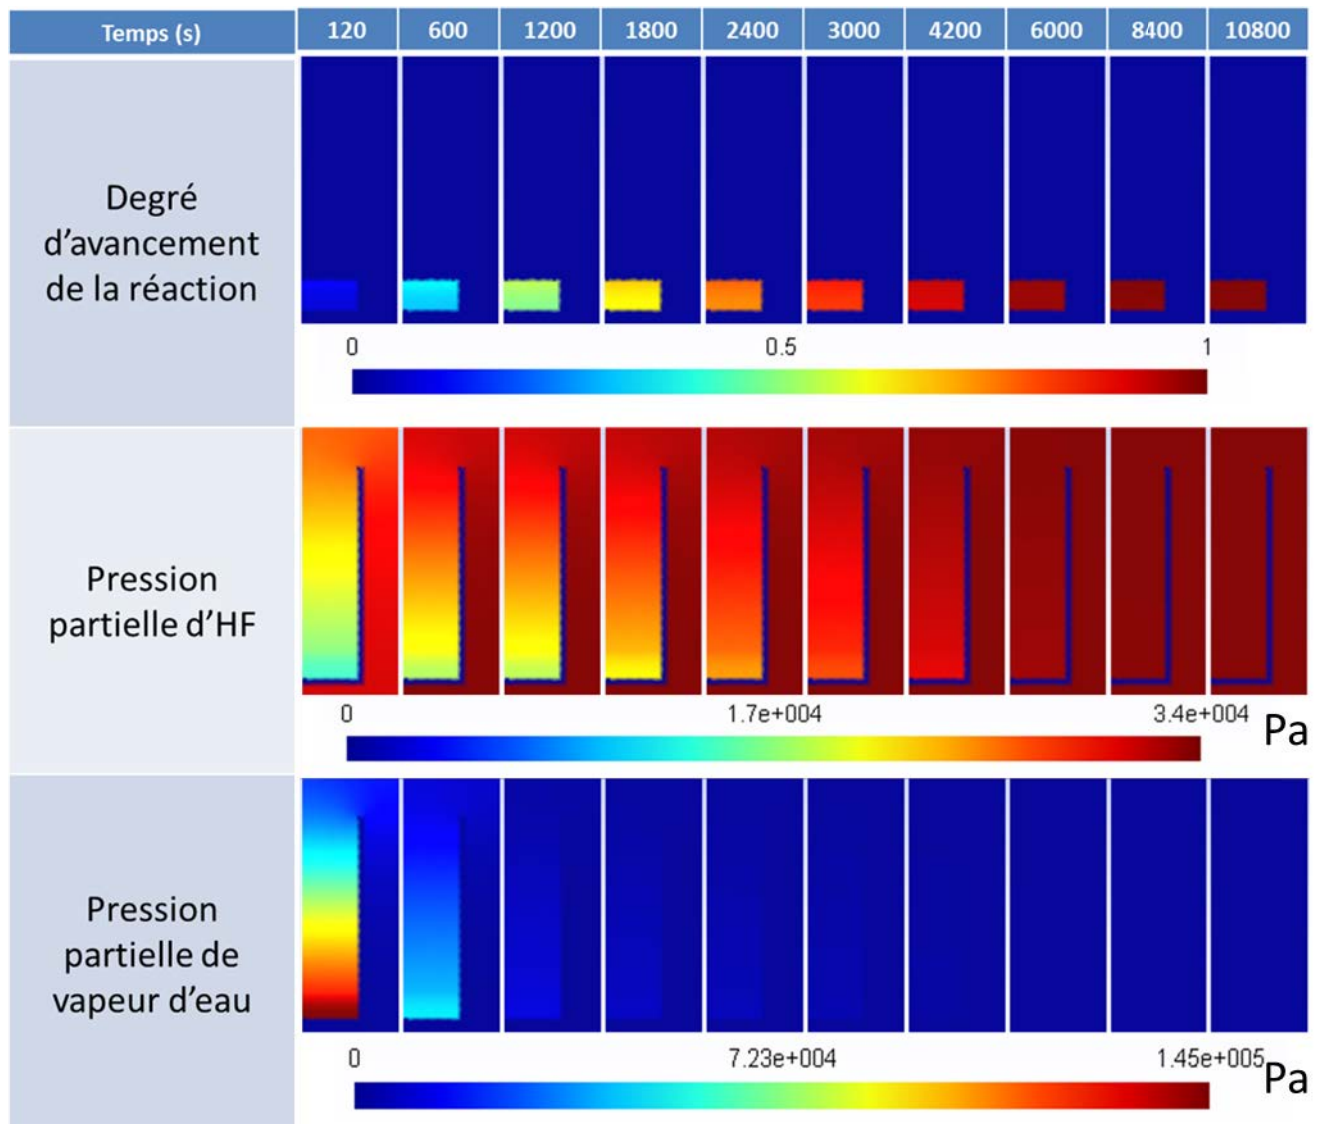 Temps (s) 120 600 1200 1800 2400 3000 4200 6000 8400 10800
Degré
d'avancement
de la réaction
0 0.5 1
Pression
partielle d'HF
0 1.7e+004 3.4e+004 Pa
Pression
partielle de
vapeur d'eau
0 7.23e+004 1.45e+005 Pa